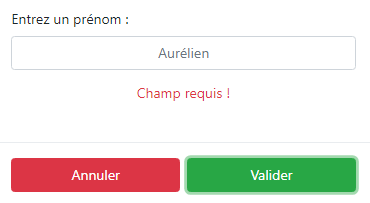 Entrez un prénom :
Aurélien
Champ requis !
Annuler
Valider